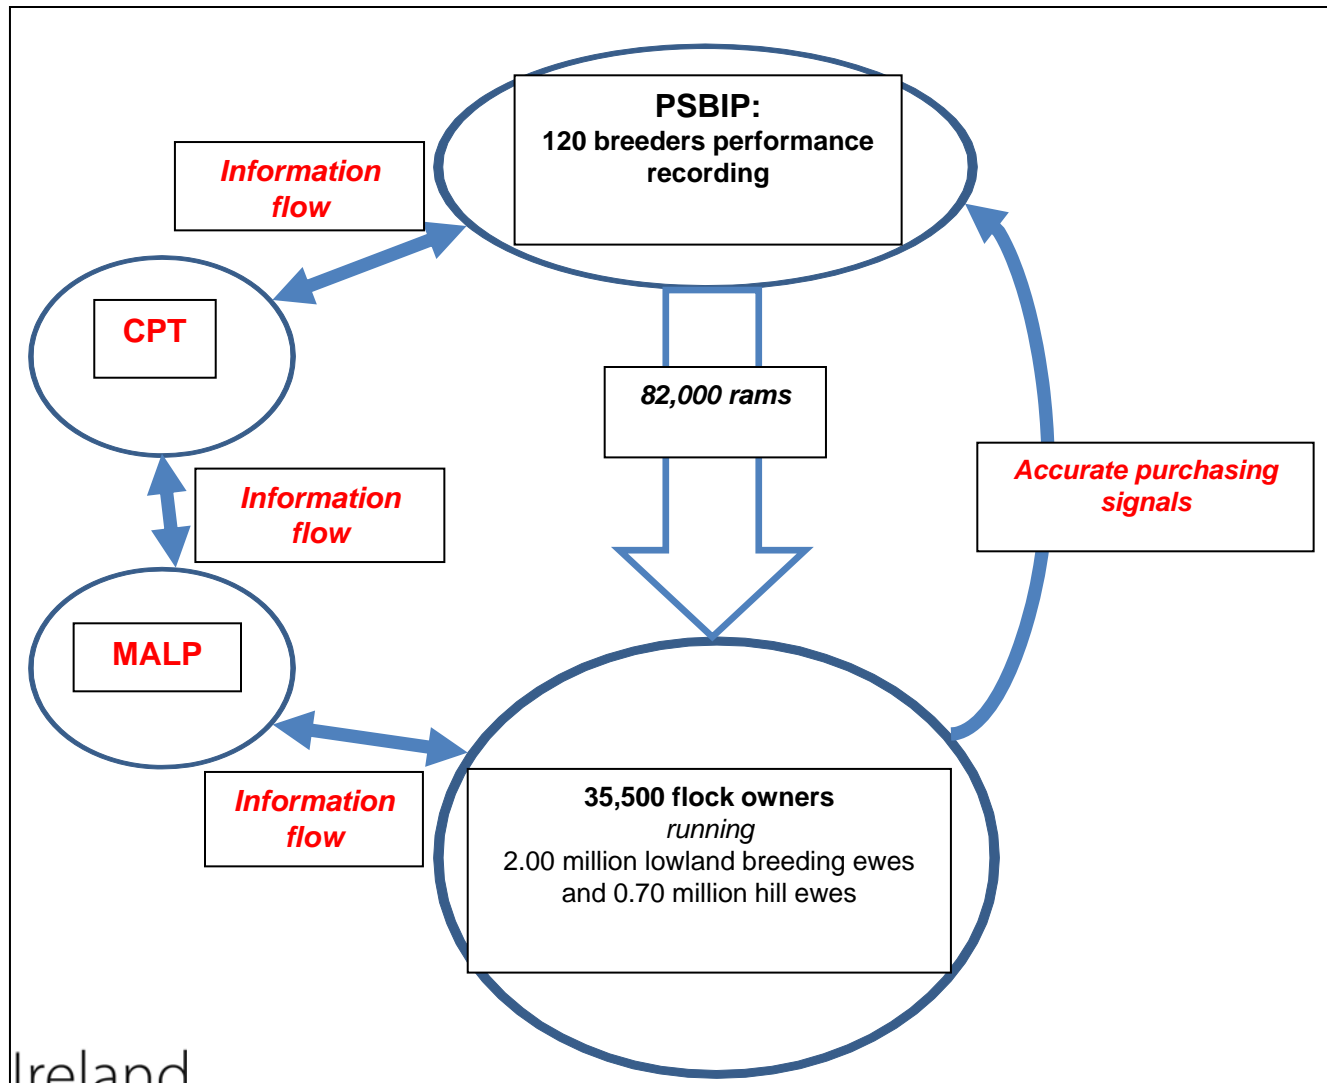 PSBIP:
120 breeders performance
recording
Information
flow
CPT
82,000 rams
Accurate purchasing
signals
Information
flow
MALP
Information
flow
35,500 flock owners
running
2.00 million lowland breeding ewes
and 0.70 million hill ewes
Ireland